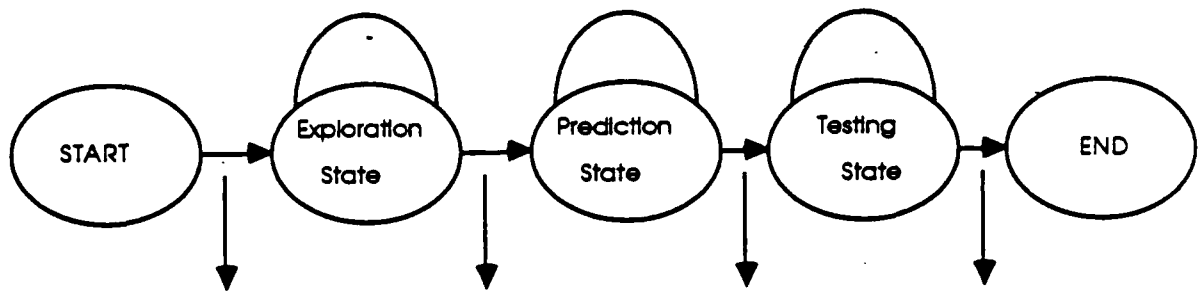 START
Exploration
State
Prediction
State
Testing
State
END